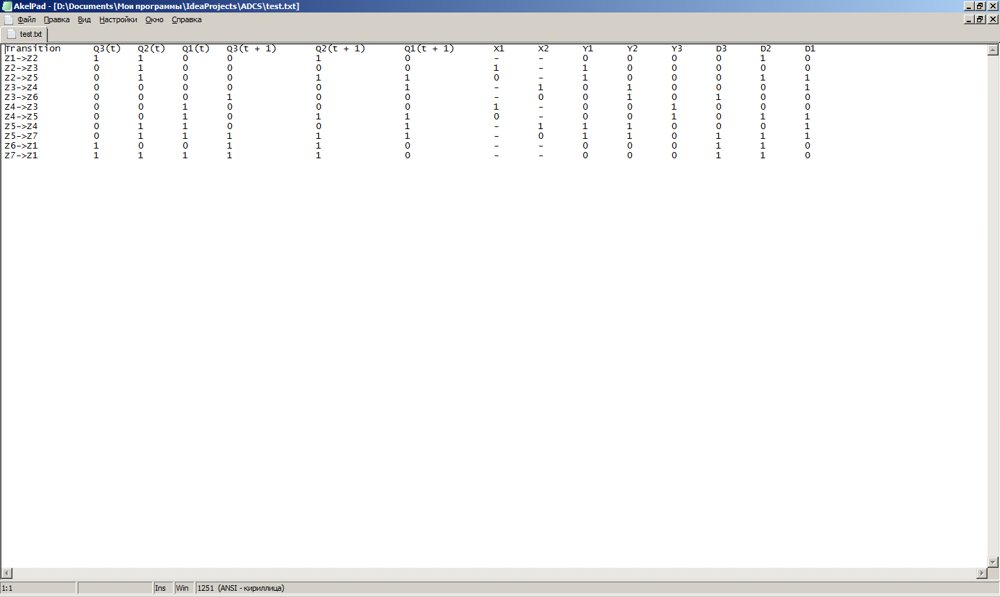 AkelPad - [D:\Documents\Мои программы\IdeaProjects\ADCS\test.txt]
Файл Правка Вид Настройки Окно Справка
test.txt
Transition Q3(t) Q2(t) Q1(t) Q3(t + 1) Q2(t + 1) Q1(t + 1) X1 X2 Y1 Y2 Y3 D3 D2 D1
Z1->Z2 1 1 0 0 1 0 - - 0 0 0 0 1 0
Z2->Z3 0 1 0 0 0 0 1 - 1 0 0 0 0 0
Z2->Z5 0 1 0 0 1 1 0 - 1 0 0 0 1 1
Z3->Z4 0 0 0 0 0 1 - 1 0 1 0 0 0 1
Z3->Z6 0 0 0 1 0 0 - 0 0 1 0 1 0 0
Z4->Z3 0 0 1 0 0 0 1 - 0 0 1 0 0 0
Z4->Z5 0 0 1 0 1 1 0 - 0 0 1 0 1 1
Z5->Z4 0 1 1 0 0 1 - 1 1 1 0 0 0 1
Z5->Z7 0 1 1 1 1 1 - 0 1 1 0 1 1 1
Z6->Z1 1 0 0 1 1 0 - - 0 0 0 1 1 0
Z7->Z1 1 1 1 1 1 0 - - 0 0 0 1 1 0
1:1 Ins Win 1251 (ANSI - кириллица)